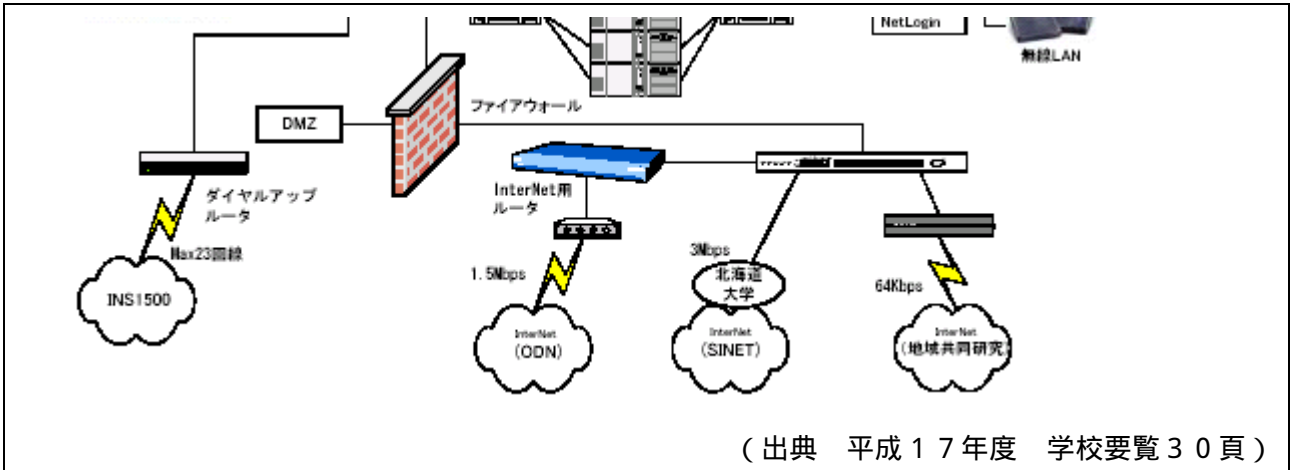 NetLogin
無線LAN
ファイアウォール
DMZ
InterNet用
ルータ
ダイヤルアップ
ルータ
Max23回線
INS1500
1.5Mbps
InterNet
(ODN)
3Mbps
北海道
大学
InterNet
(SINET)
64Kbps
InterNet
(地域共同研究)
(出典 平成17年度 学校要覧30頁)